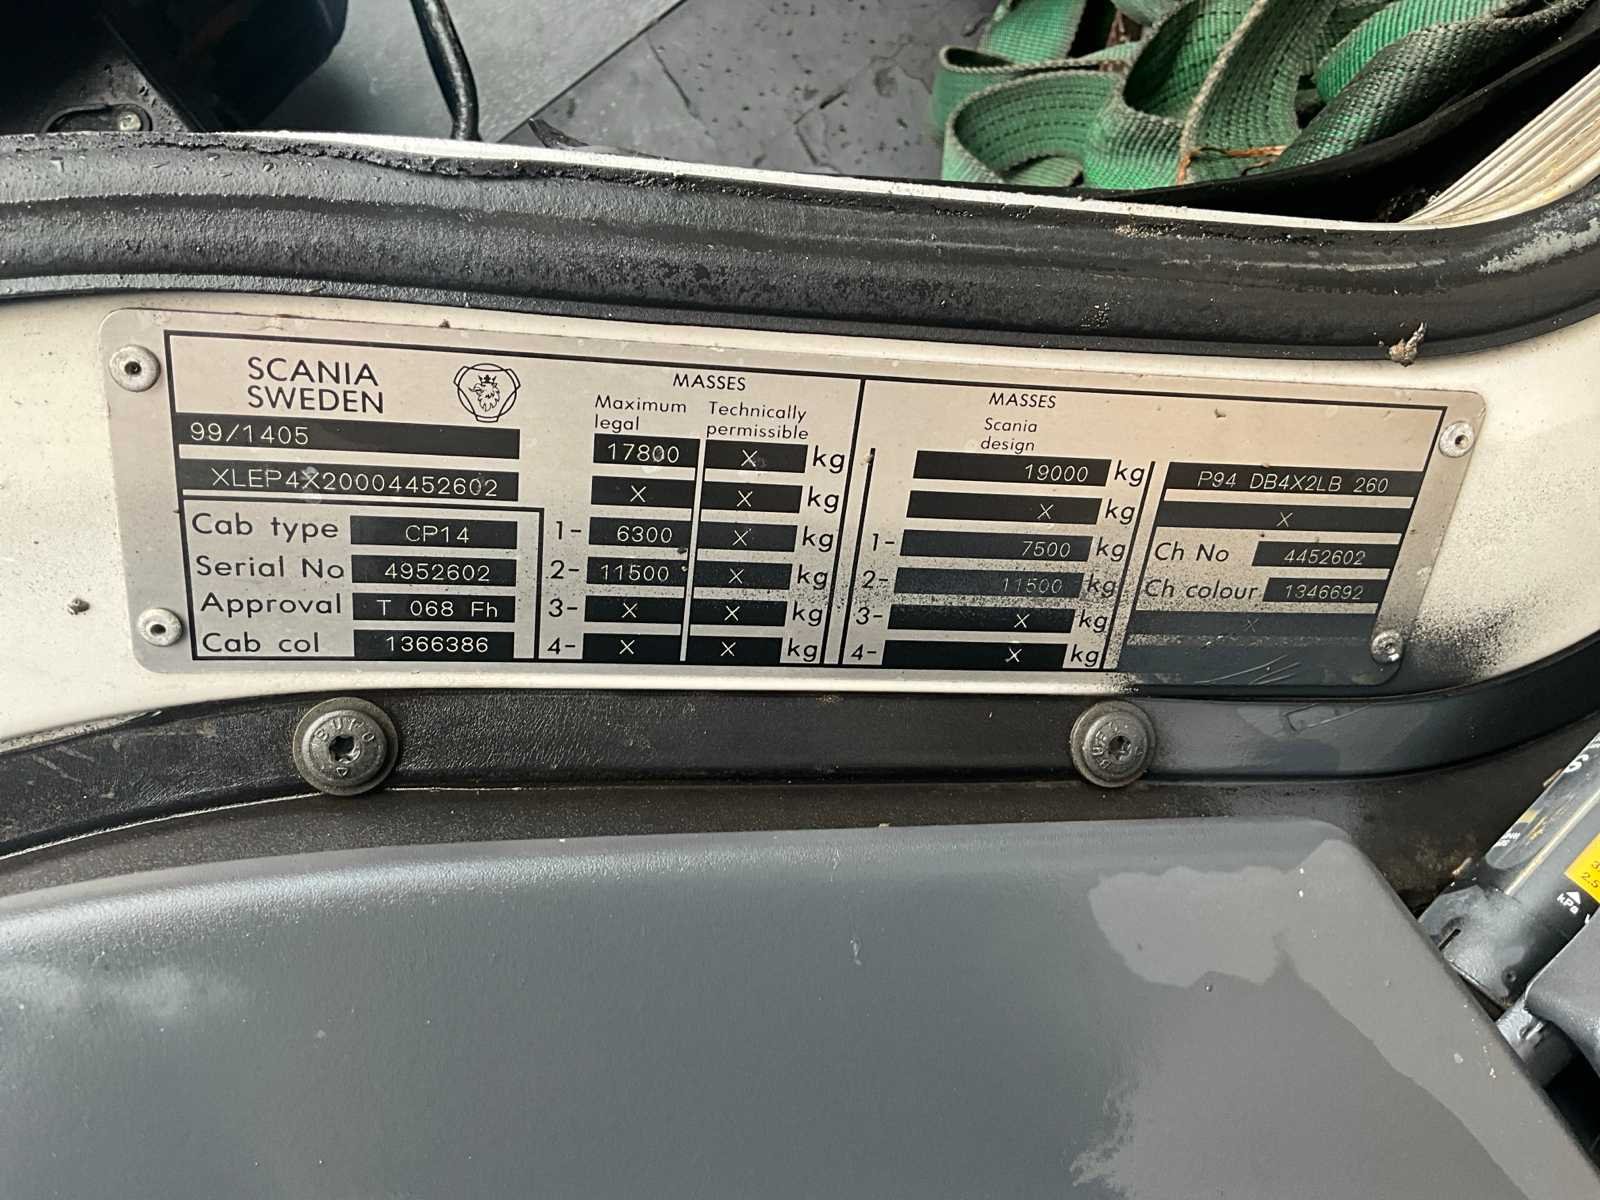 SCANIA
SWEDEN
99/1405
XLEP4X20004452602
Cab type CP14
Serial No 4952602
Approval T 068 Fh
Cab col 1366386
MASSES
Maximum legal Technically permissible
17800 X kg
X X kg
1- 6300 X kg
2- 11500 X kg
3- X X kg
4- X X kg
MASSES
Scania
design
19000 kg
X kg
1- 7500 kg
2- 11500 kg
3- X kg
4- X kg
P94 DB4X2LB 260
X
Ch No 4452602
Ch colour 1346692
X
kPa